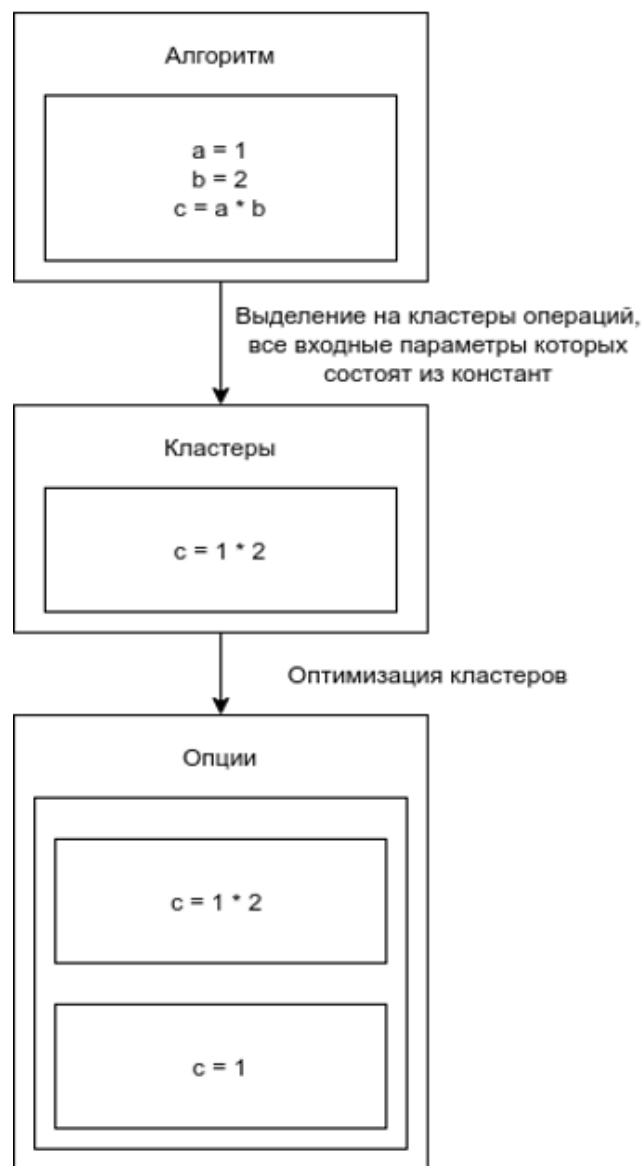 Алгоритм
a = 1
b = 2
c = a * b
Выделение на кластеры операций,
все входные параметры которых
состоят из констант
Кластеры
c = 1 * 2
Оптимизация кластеров
Опции
c = 1 * 2
c = 1